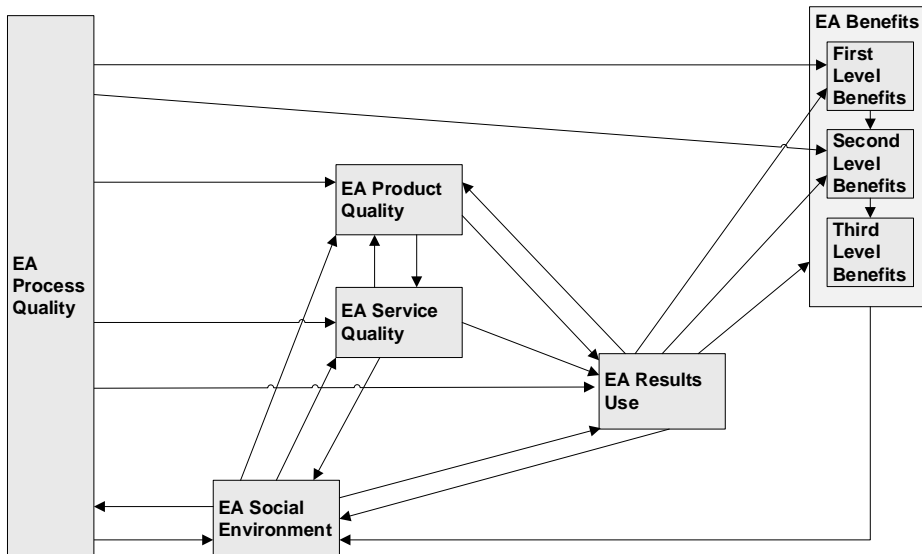 EA Benefits
First
Level
Benefits
Second
Level
Benefits
Third
Level
Benefits
EA Product
Quality
EA
Process
Quality
EA Service
Quality
EA Results
Use
EA Social
Environment